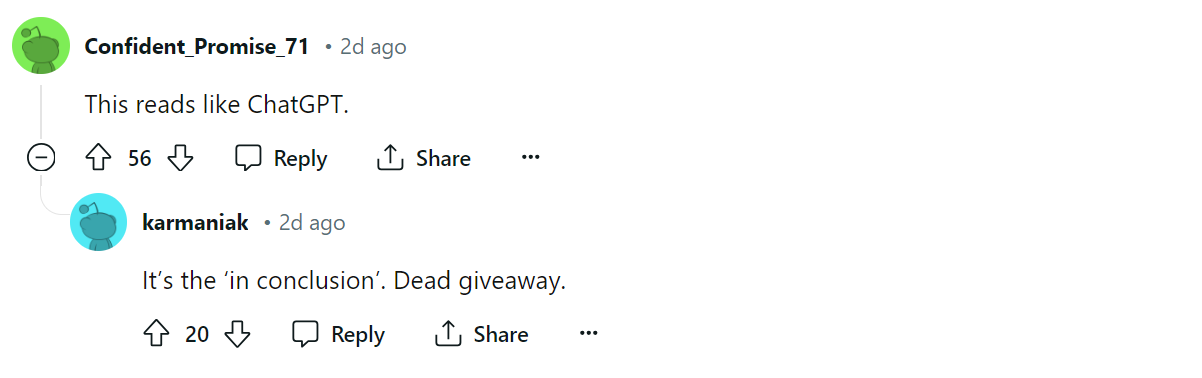 Confident_Promise_71 • 2d ago
This reads like ChatGPT.
56 Reply Share ···
karmaniak • 2d ago
It’s the ‘in conclusion’. Dead giveaway.
20 Reply Share ···